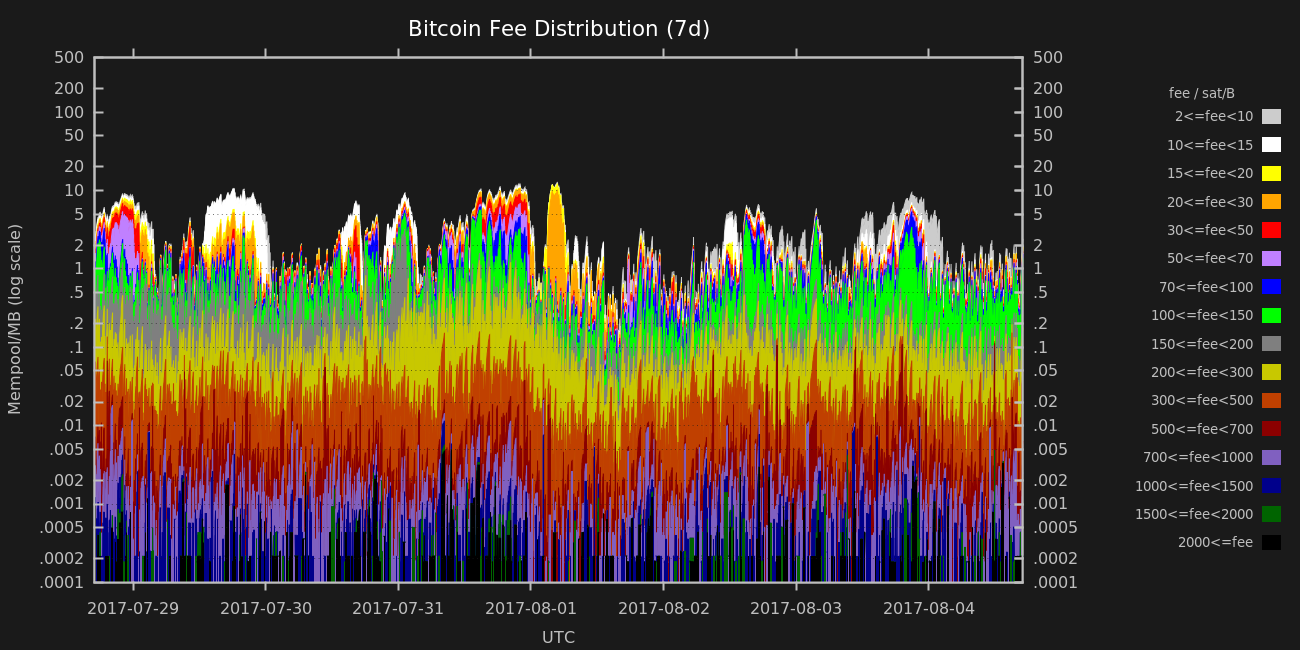 Bitcoin Fee Distribution (7d)
500
200
100
50
20
10
5
2
1
.5
.2
.1
.05
.02
.01
.005
.002
.001
.0005
.0002
.0001
Mempool/MB (log scale)
500
200
100
50
20
10
5
2
1
.5
.2
.1
.05
.02
.01
.005
.002
.001
.0005
.0002
.0001
2017-07-29 2017-07-30 2017-07-31 2017-08-01 2017-08-02 2017-08-03 2017-08-04
UTC
fee / sat/B
2<=fee<10
10<=fee<15
15<=fee<20
20<=fee<30
30<=fee<50
50<=fee<70
70<=fee<100
100<=fee<150
150<=fee<200
200<=fee<300
300<=fee<500
500<=fee<700
700<=fee<1000
1000<=fee<1500
1500<=fee<2000
2000<=fee